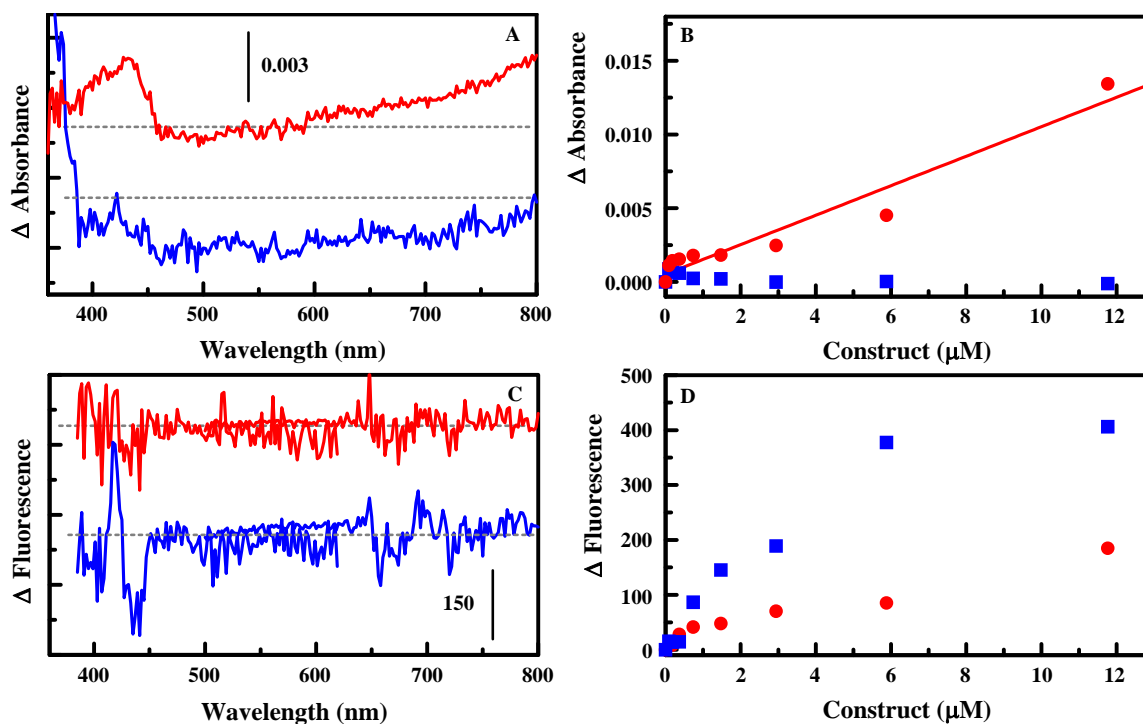 A
0.003
Δ Absorbance
400 500 600 700 800
Wavelength (nm)
B
0.015
0.010
0.005
0.000
Δ Absorbance
0 2 4 6 8 10 12
Construct (μM)
C
150
Δ Fluorescence
400 500 600 700 800
Wavelength (nm)
D
500
400
300
200
100
0
Δ Fluorescence
0 2 4 6 8 10 12
Construct (μM)